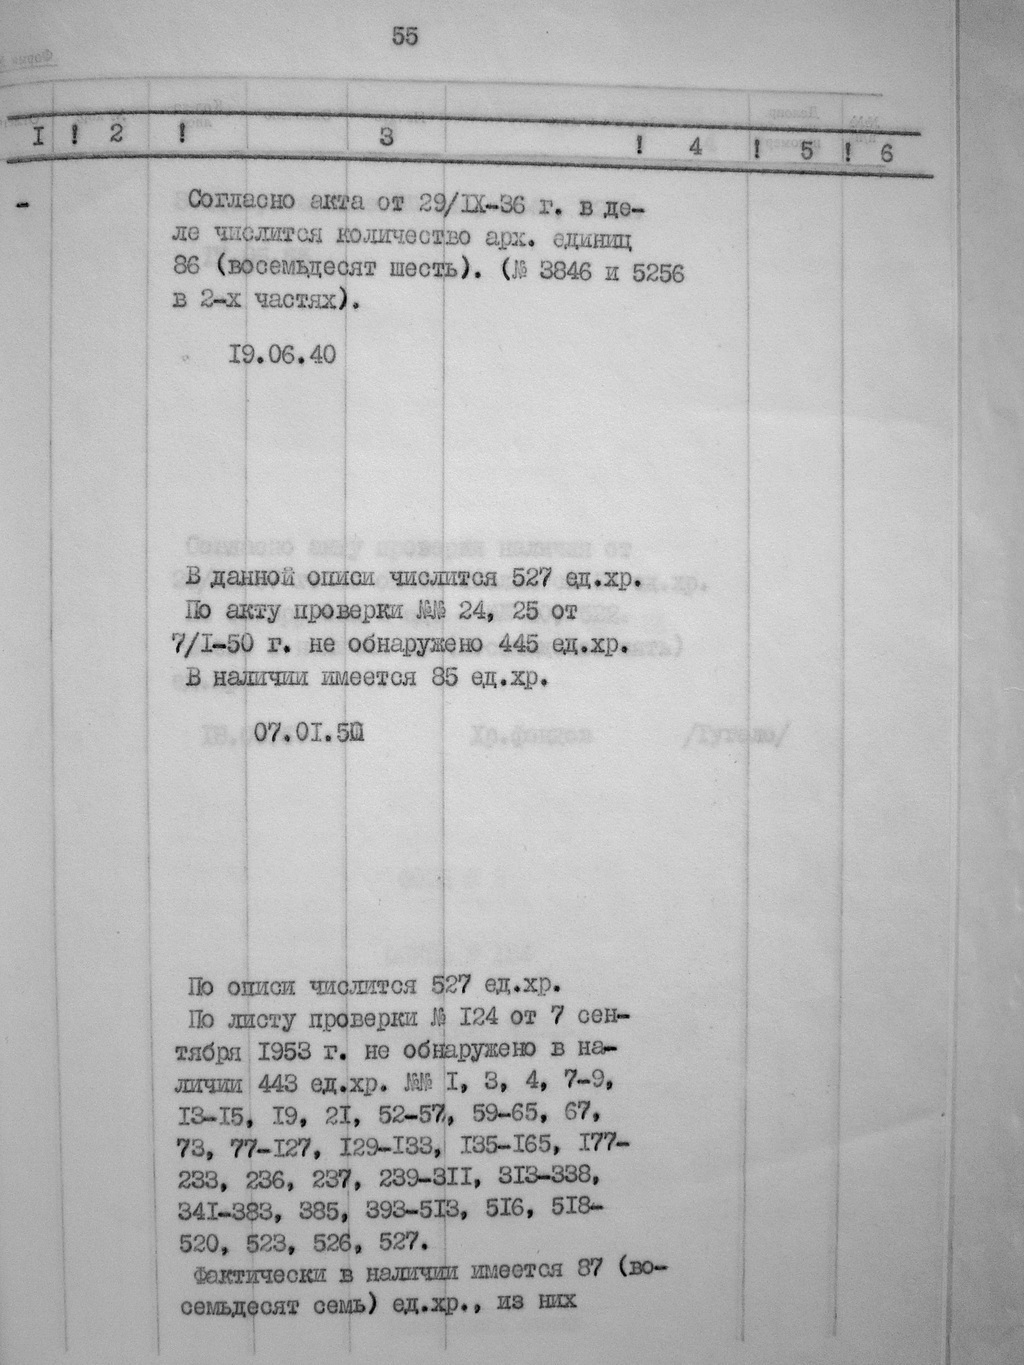 55
I ! 2 ! 3 ! 4 ! 5 ! 6
- Согласно акта от 29/IX-36 г. в де-
ле числится количество арх. единиц
86 (восемьдесят шесть). (№ 3846 и 5256
в 2-х частях).
I9.06.40
В данной описи числится 527 ед.хр.
По акту проверки №№ 24, 25 от
7/I-50 г. не обнаружено 445 ед.хр.
В наличии имеется 85 ед.хр.
07.0I.50
По описи числится 527 ед.хр.
По листу проверки № I24 от 7 сен-
тября I953 г. не обнаружено в на-
личии 443 ед.хр. №№ I, 3, 4, 7-9,
I3-I5, I9, 2I, 52-57, 59-65, 67,
73, 77-I27, I29-I33, I35-I65, I77-
233, 236, 237, 239-3II, 3I3-338,
34I-383, 385, 393-5I3, 5I6, 5I8-
520, 523, 526, 527.
Фактически в наличии имеется 87 (во-
семьдесят семь) ед.хр., из них